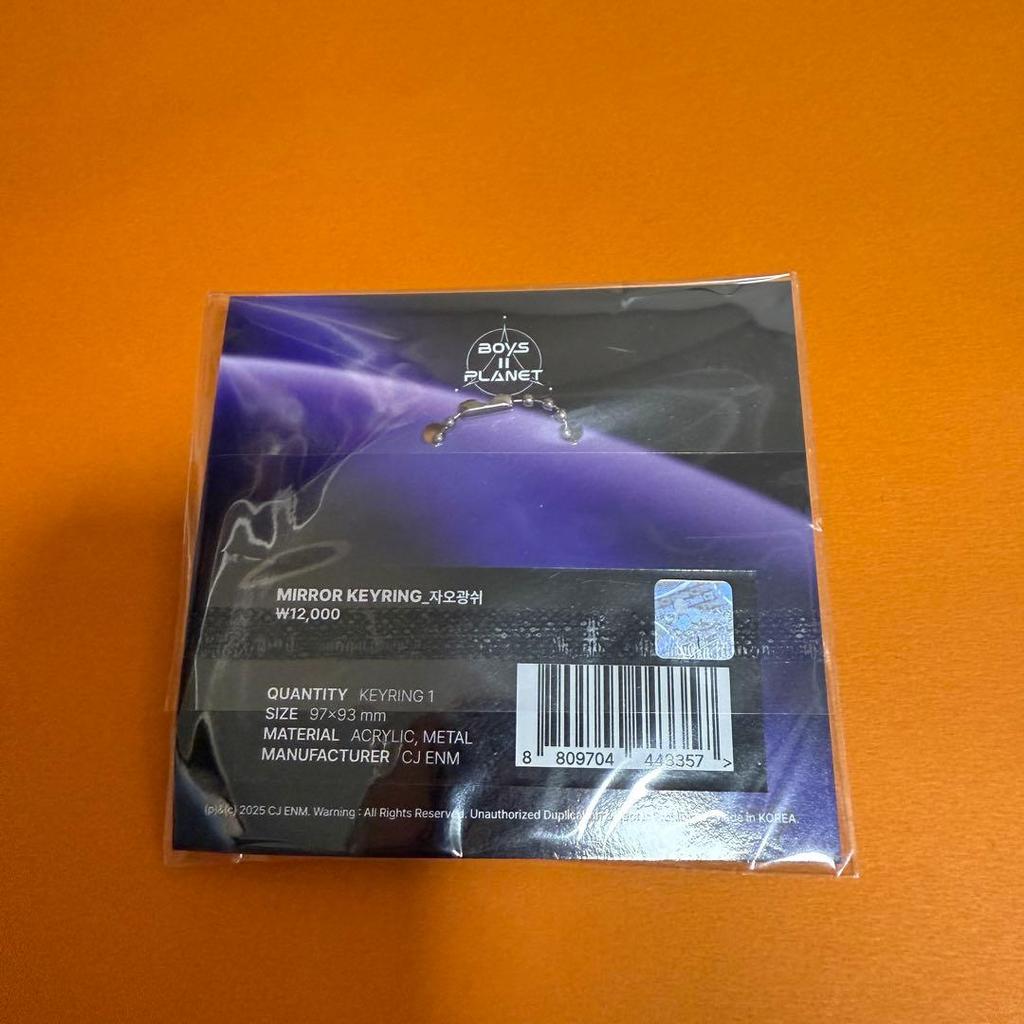 BOYS
II
PLANET
MIRROR KEYRING_자오광쉬
₩12,000
QUANTITY KEYRING 1
SIZE 97×93 mm
MATERIAL ACRYLIC, METAL
MANUFACTURER CJ ENM
8 809704 443357 >
(p)&(c) 2025 CJ ENM. Warning : All Rights Reserved. Unauthorized in KOREA.